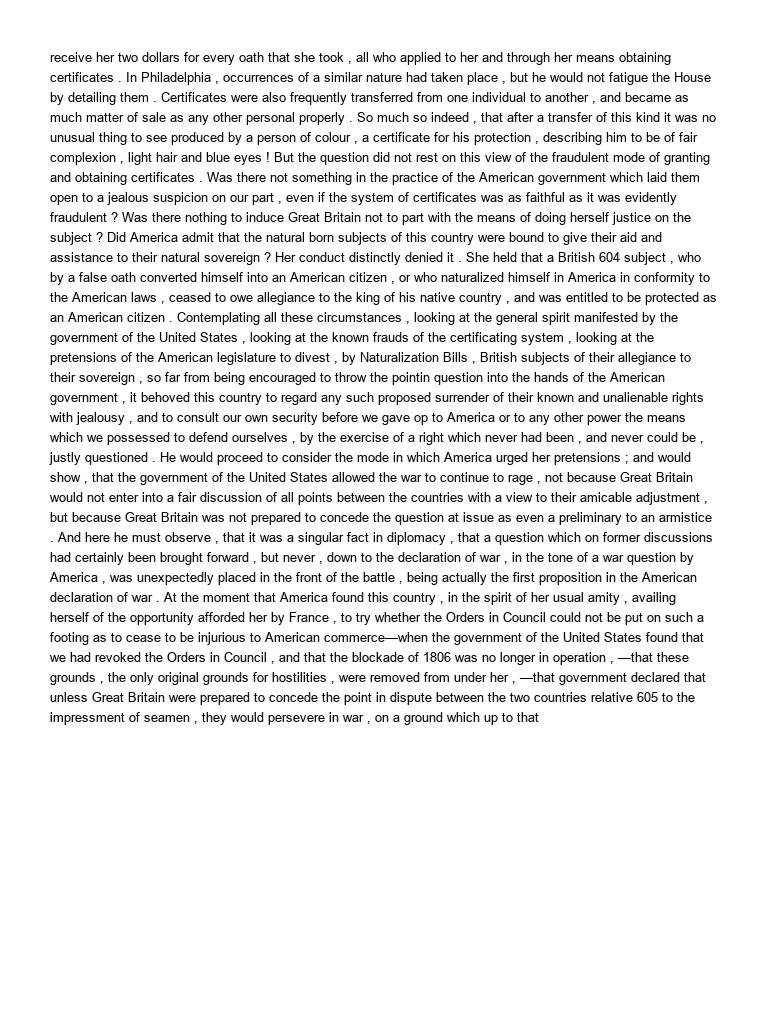 receive her two dollars for every oath that she took , all who applied to her and through her means obtaining
certificates . In Philadelphia , occurrences of a similar nature had taken place , but he would not fatigue the House
by detailing them . Certificates were also frequently transferred from one individual to another , and became as
much matter of sale as any other personal properly . So much so indeed , that after a transfer of this kind it was no
unusual thing to see produced by a person of colour , a certificate for his protection , describing him to be of fair
complexion , light hair and blue eyes ! But the question did not rest on this view of the fraudulent mode of granting
and obtaining certificates . Was there not something in the practice of the American government which laid them
open to a jealous suspicion on our part , even if the system of certificates was as faithful as it was evidently
fraudulent ? Was there nothing to induce Great Britain not to part with the means of doing herself justice on the
subject ? Did America admit that the natural born subjects of this country were bound to give their aid and
assistance to their natural sovereign ? Her conduct distinctly denied it . She held that a British 604 subject , who
by a false oath converted himself into an American citizen , or who naturalized himself in America in conformity to
the American laws , ceased to owe allegiance to the king of his native country , and was entitled to be protected as
an American citizen . Contemplating all these circumstances , looking at the general spirit manifested by the
government of the United States , looking at the known frauds of the certificating system , looking at the
pretensions of the American legislature to divest , by Naturalization Bills , British subjects of their allegiance to
their sovereign , so far from being encouraged to throw the pointin question into the hands of the American
government , it behoved this country to regard any such proposed surrender of their known and unalienable rights
with jealousy , and to consult our own security before we gave op to America or to any other power the means
which we possessed to defend ourselves , by the exercise of a right which never had been , and never could be ,
justly questioned . He would proceed to consider the mode in which America urged her pretensions ; and would
show , that the government of the United States allowed the war to continue to rage , not because Great Britain
would not enter into a fair discussion of all points between the countries with a view to their amicable adjustment ,
but because Great Britain was not prepared to concede the question at issue as even a preliminary to an armistice
. And here he must observe , that it was a singular fact in diplomacy , that a question which on former discussions
had certainly been brought forward , but never , down to the declaration of war , in the tone of a war question by
America , was unexpectedly placed in the front of the battle , being actually the first proposition in the American
declaration of war . At the moment that America found this country , in the spirit of her usual amity , availing
herself of the opportunity afforded her by France , to try whether the Orders in Council could not be put on such a
footing as to cease to be injurious to American commerce—when the government of the United States found that
we had revoked the Orders in Council , and that the blockade of 1806 was no longer in operation , —that these
grounds , the only original grounds for hostilities , were removed from under her , —that government declared that
unless Great Britain were prepared to concede the point in dispute between the two countries relative 605 to the
impressment of seamen , they would persevere in war , on a ground which up to that